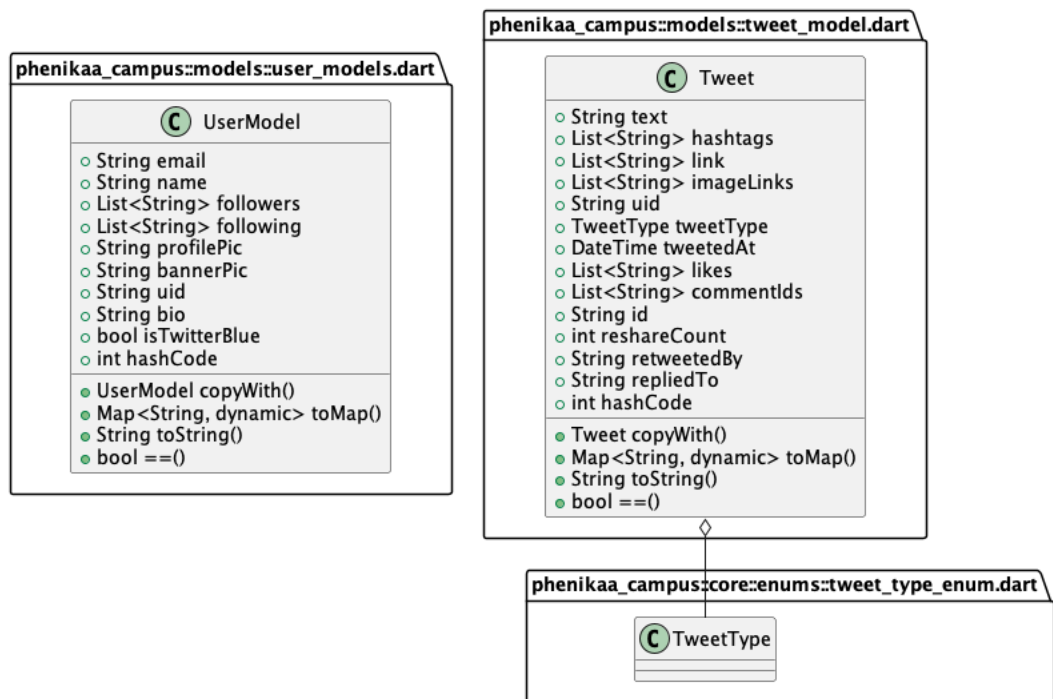 phenikaa_campus::models::user_models.dart
C UserModel
String email
String name
List<String> followers
List<String> following
String profilePic
String bannerPic
String uid
String bio
bool isTwitterBlue
int hashCode
UserModel copyWith()
Map<String, dynamic> toMap()
String toString()
bool ==()
phenikaa_campus::models::tweet_model.dart
C Tweet
String text
List<String> hashtags
List<String> link
List<String> imageLinks
String uid
TweetType tweetType
DateTime tweetedAt
List<String> likes
List<String> commentIds
String id
int reshareCount
String retweetedBy
String repliedTo
int hashCode
Tweet copyWith()
Map<String, dynamic> toMap()
String toString()
bool ==()
phenikaa_campus::core::enums::tweet_type_enum.dart
C TweetType